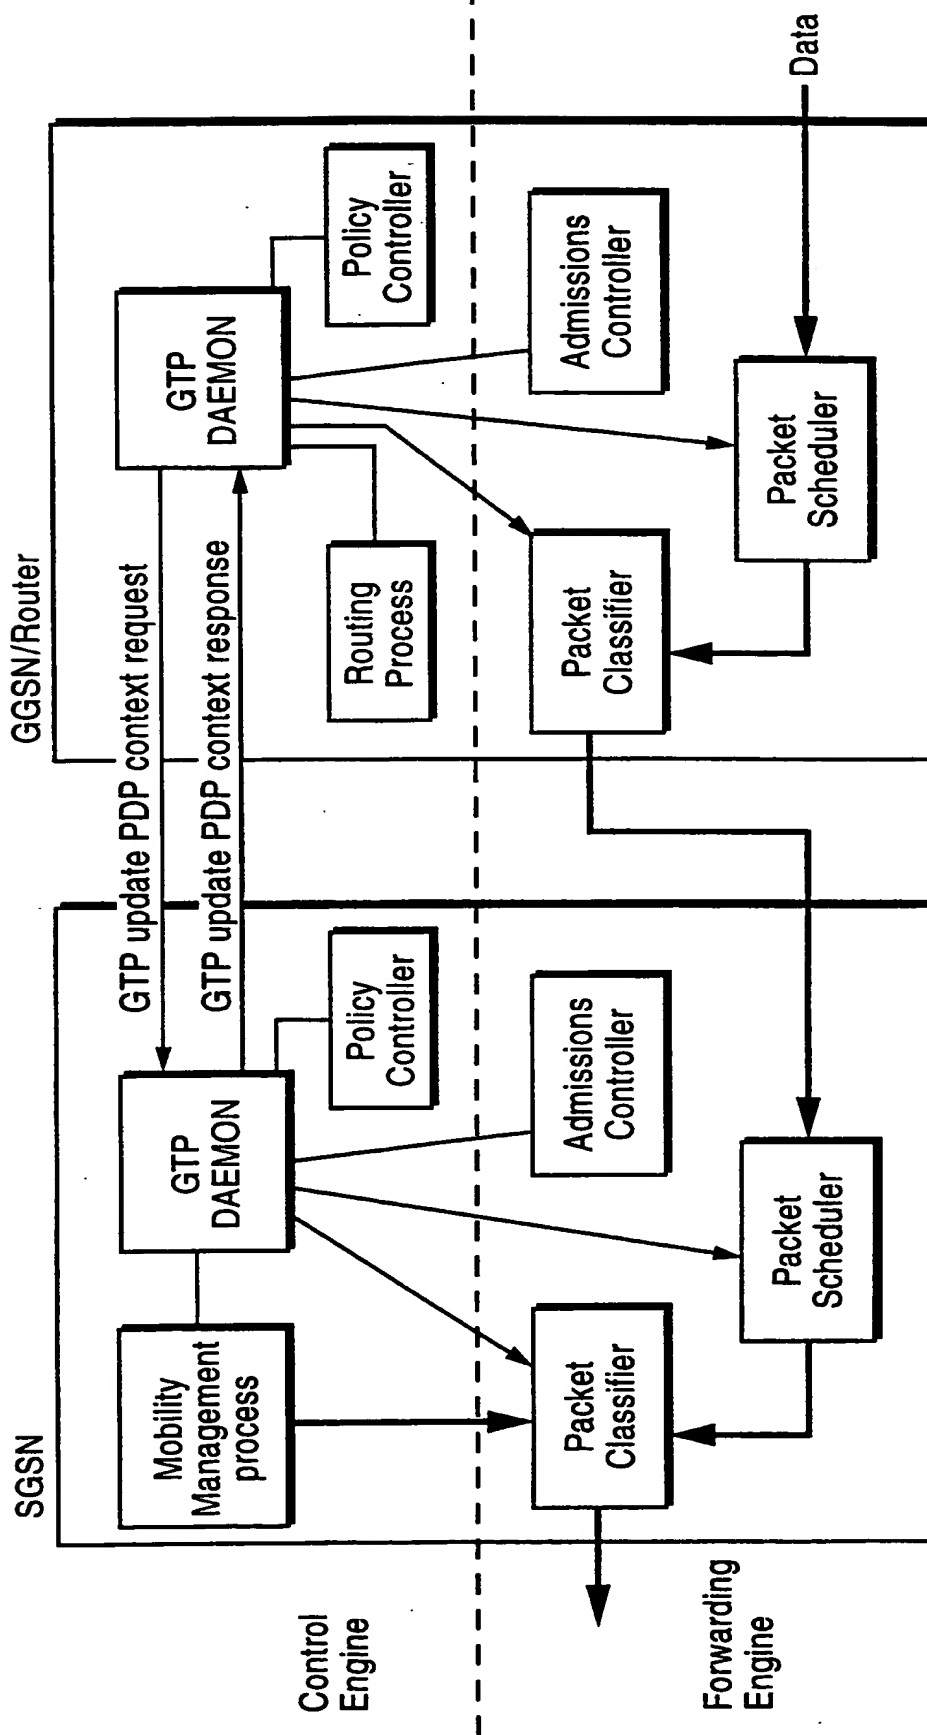 SGSN
GGSN/Router
Mobility
Management
process
GTP
DAEMON
GTP update PDP context request
GTP update PDP context response
GTP
DAEMON
Control
Engine
Policy
Controller
Routing
Process
Policy
Controller
Packet
Classifier
Admissions
Controller
Packet
Classifier
Admissions
Controller
Forwarding
Engine
Packet
Scheduler
Packet
Scheduler
Data